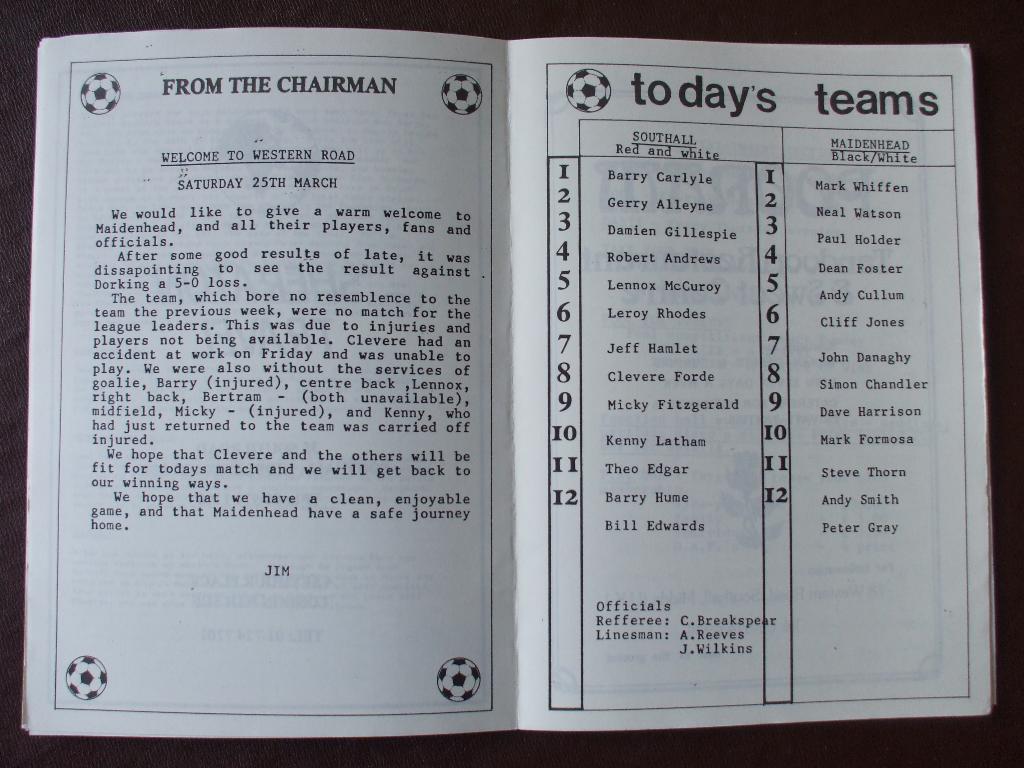 FROM THE CHAIRMAN
WELCOME TO WESTERN ROAD
SATURDAY 25TH MARCH
We would like to give a warm welcome to
Maidenhead, and all their players, fans and
officials.
After some good results of late, it was
dissapointing to see the result against
Dorking a 5-0 loss.
The team, which bore no resemblence to the
team the previous week, were no match for the
league leaders. This was due to injuries and
players not being available. Clevere had an
accident at work on Friday and was unable to
play. We were also without the services of
goalie, Barry (injured), centre back ,Lennox,
right back, Bertram - (both unavailable),
midfield, Micky - (injured), and Kenny, who
had just returned to the team was carried off
injured.
We hope that Clevere and the others will be
fit for todays match and we will get back to
our winning ways.
We hope that we have a clean, enjoyable
game, and that Maidenhead have a safe journey
home.
JIM
today's teams
SOUTHALL
Red and white
1 Barry Carlyle
2 Gerry Alleyne
3 Damien Gillespie
4 Robert Andrews
5 Lennox McCuroy
6 Leroy Rhodes
7 Jeff Hamlet
8 Clevere Forde
9 Micky Fitzgerald
10 Kenny Latham
11 Theo Edgar
12 Barry Hume
Bill Edwards
MAIDENHEAD
Black/White
1 Mark Whiffen
2 Neal Watson
3 Paul Holder
4 Dean Foster
5 Andy Cullum
6 Cliff Jones
7 John Danaghy
8 Simon Chandler
9 Dave Harrison
10 Mark Formosa
11 Steve Thorn
12 Andy Smith
Peter Gray
Officials
Refferee: C.Breakspear
Linesman: A.Reeves
J.Wilkins